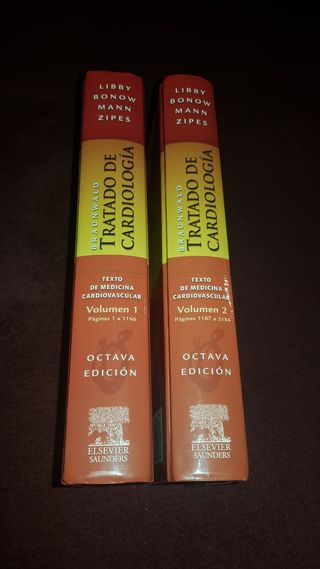 LIBBY
BONOW
MANN
ZIPES
BRAUNWALD
TRATADO DE
CARDIOLOGÍA
TEXTO
DE MEDICINA
CARDIOVASCULAR
Volumen 1
Páginas 1 a 1166
OCTAVA
EDICIÓN
ELSEVIER
SAUNDERS
LIBBY
BONOW
MANN
ZIPES
BRAUNWALD
TRATADO DE
CARDIOLOGÍA
TEXTO
DE MEDICINA
CARDIOVASCULAR
Volumen 2
Páginas 1167 a 2184
OCTAVA
EDICIÓN
ELSEVIER
SAUNDERS